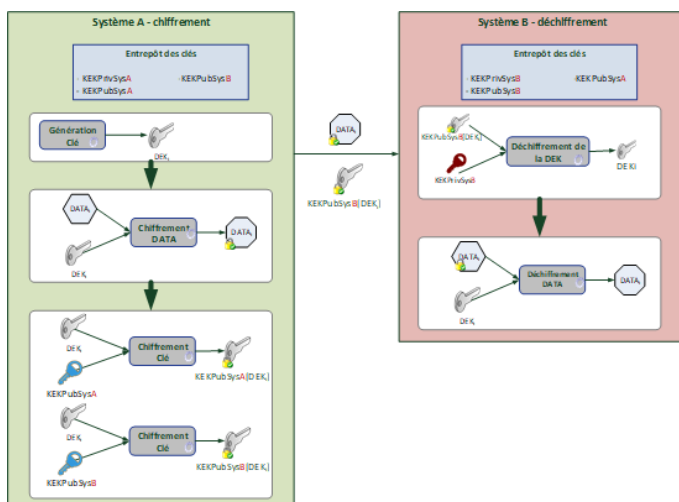 Système A - chiffrement
Entrepôt des clés
· KEKPrivSysA
· KEKPubSysB
· KEKPubSysA
Génération
Clé
DEKᵢ
DATAᵢ
DEKᵢ
Chiffrement
DATA
DATAᵢ
DEKᵢ
KEKPubSysA
Chiffrement
Clé
KEKPubSysA(DEKᵢ)
DEKᵢ
KEKPubSysB
Chiffrement
Clé
KEKPubSysB(DEKᵢ)
DATAᵢ
KEKPubSysB(DEKᵢ)
Système B - déchiffrement
Entrepôt des clés
· KEKPrivSysB
· KEKPubSysA
· KEKPubSysB
KEKPubSysB(DEKᵢ)
KEKPrivSysB
Déchiffrement de
la DEK
DEKi
DATAᵢ
DEKᵢ
Déchiffrement
DATA
DATAᵢ